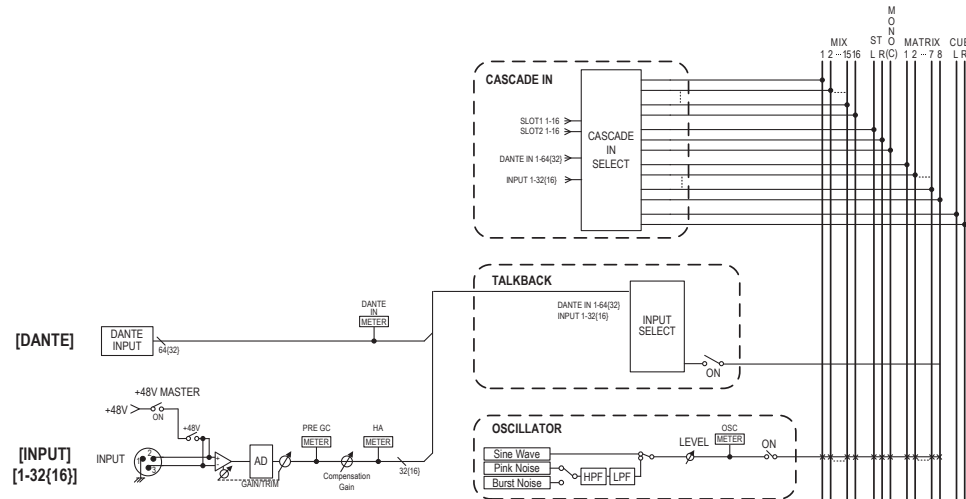 M
O
N
O
(C)
MIX
1 2 ... 15 16
ST
L R
MATRIX
1 2 ... 7 8
CUE
L R
CASCADE IN
SLOT1 1-16
SLOT2 1-16
DANTE IN 1-64{32}
INPUT 1-32{16}
CASCADE
IN
SELECT
TALKBACK
DANTE IN 1-64{32}
INPUT 1-32{16}
INPUT
SELECT
ON
[DANTE]
DANTE
INPUT
64{32}
DANTE
IN
METER
+48V MASTER
+48V
ON
+48V
[INPUT]
[1-32{16}]
INPUT
1
2
3
+
-
AD
GAIN/TRIM
PRE GC
METER
Compensation
Gain
HA
METER
32{16}
OSCILLATOR
Sine Wave
Pink Noise
Burst Noise
HPF
LPF
LEVEL
OSC
METER
ON